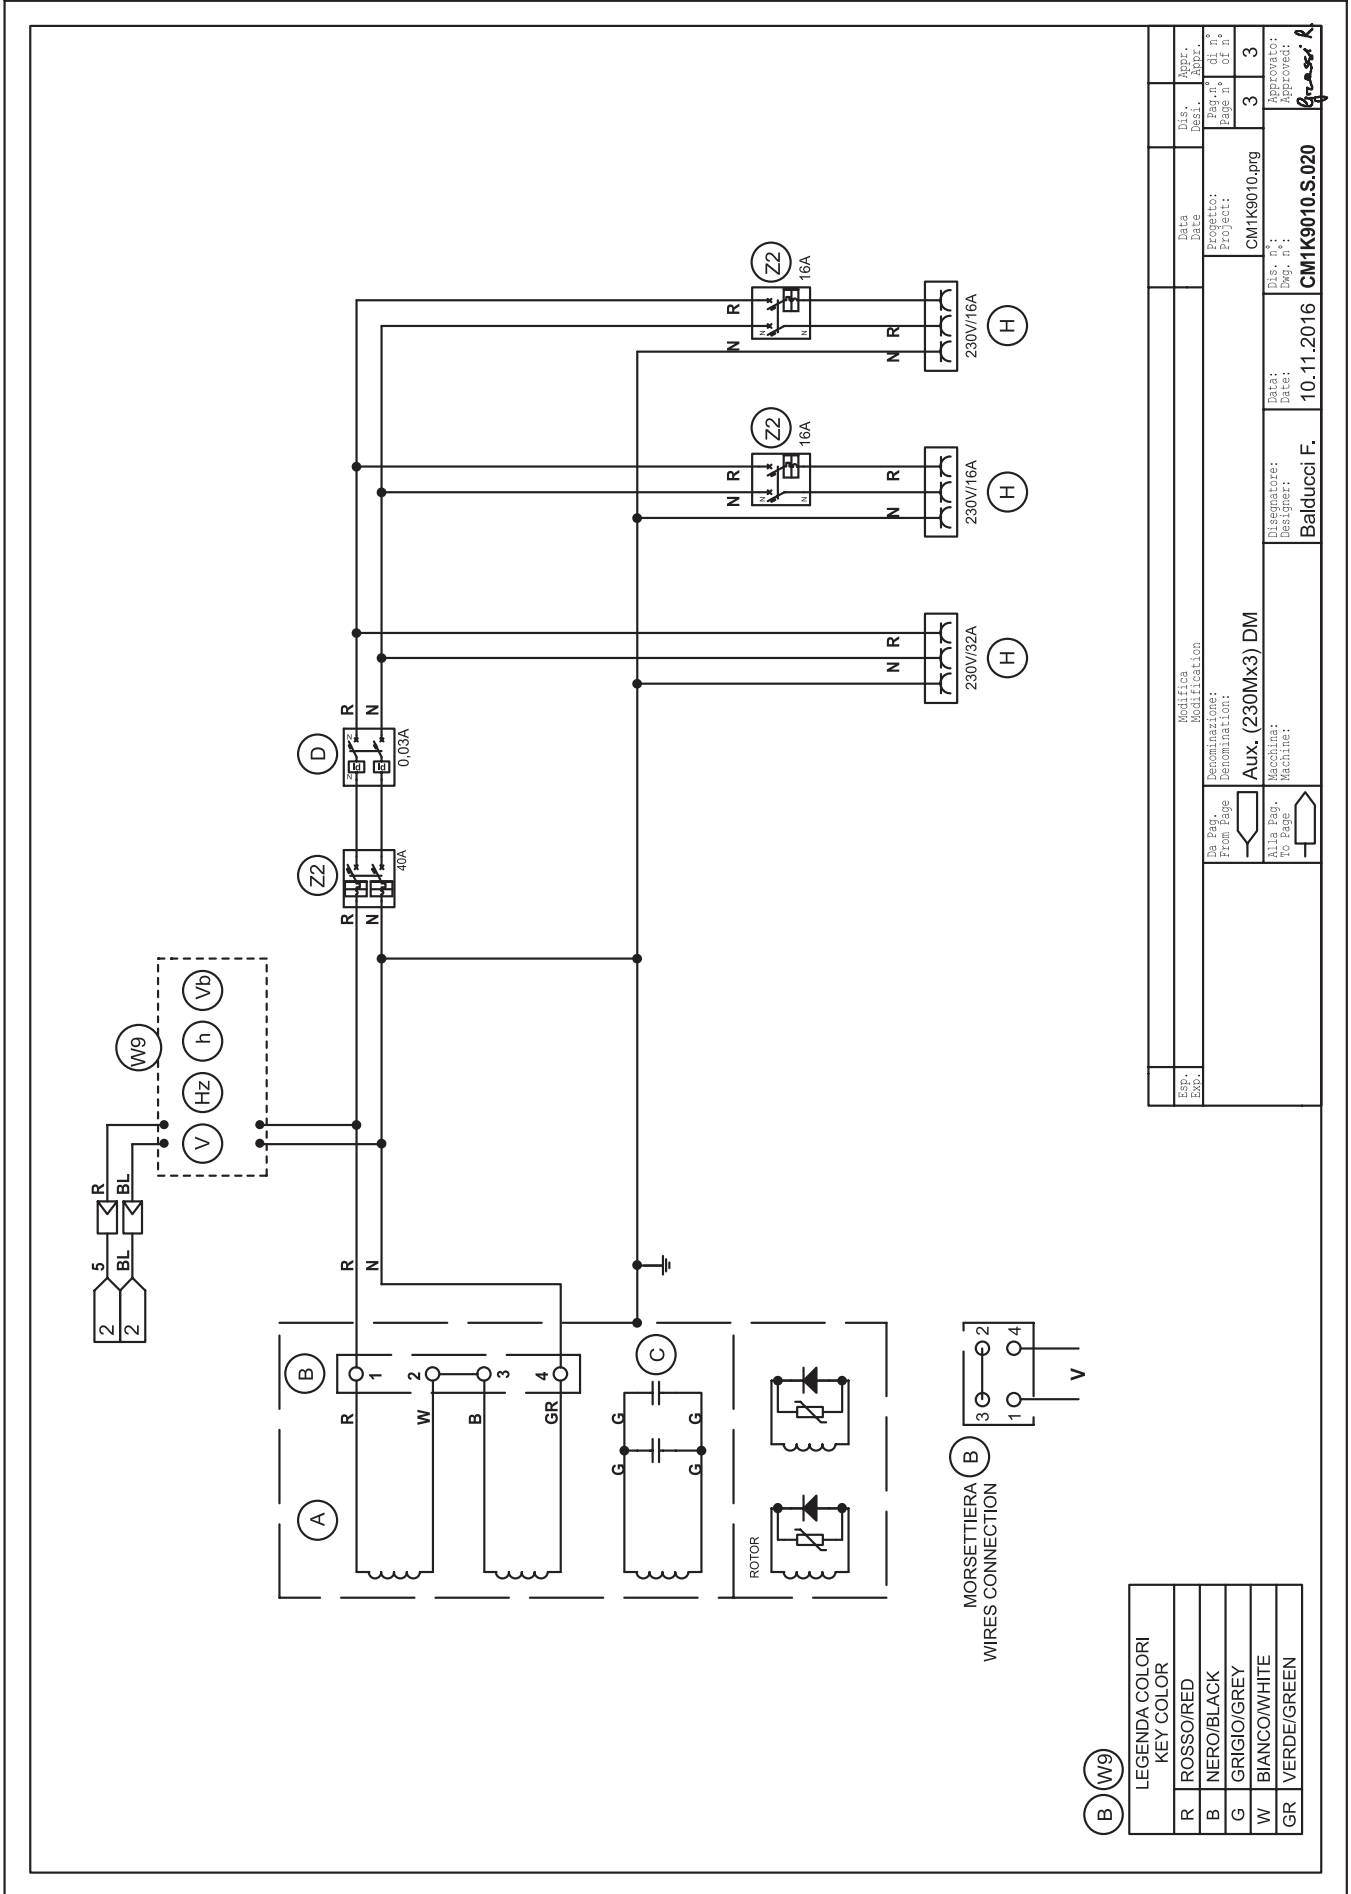 2
2
5
BL
R
BL
W9
V
Hz
h
Vb
A
B
R
W
B
GR
1
2
3
4
R
N
R
N
Z2
40A
D
N
N
Id
Id
0,03A
R
N
C
G
G
G
G
ROTOR
N
R
230V/32A
H
N
R
Z2
16A
N
N
N
R
230V/16A
H
N
R
Z2
16A
N
N
N
R
230V/16A
H
MORSETTIERA
WIRES CONNECTION
B
3
2
1
4
V
B
W9
LEGENDA COLORI
KEY COLOR
R ROSSO/RED
B NERO/BLACK
G GRIGIO/GREY
W BIANCO/WHITE
GR VERDE/GREEN
Esp.
Exp.
Modifica
Modification
Data
Date
Dis.
Desi.
Appr.
Appr.
Da Pag.
From Page
Denominazione:
Denomination:
Aux. (230Mx3) DM
Progetto:
Project:
CM1K9010.prg
Pag.n°
Page n°
3
di n°
of n°
3
Alla Pag.
To Page
Macchina:
Machine:
Disegnatore:
Designer:
Balducci F.
Data:
Date:
10.11.2016
Dis. n°:
Dwg. n°:
CM1K9010.S.020
Approvato:
Approved:
Grassi R.